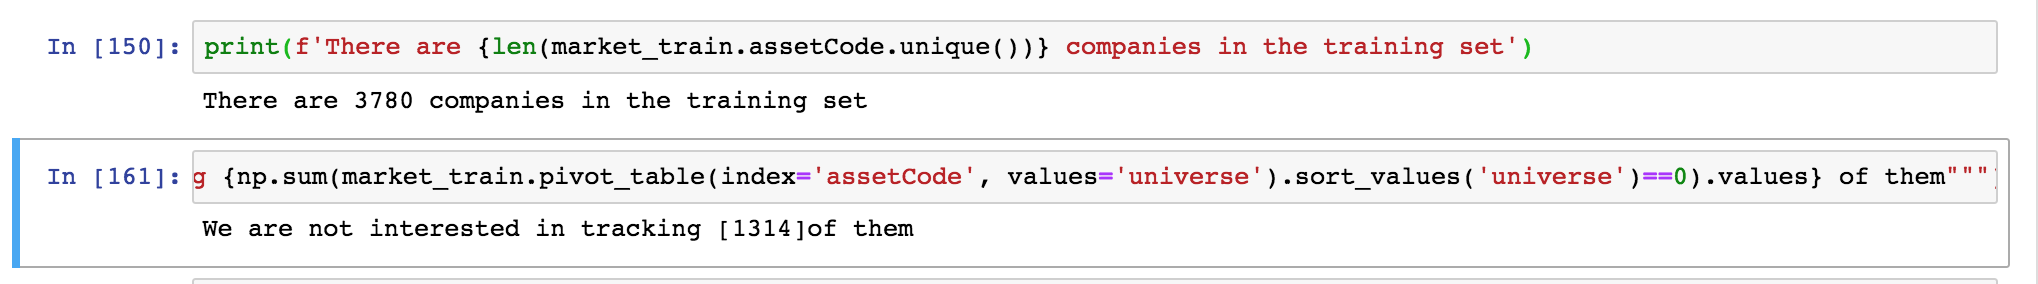 In [150]: print(f'There are {len(market_train.assetCode.unique())} companies in the training set')
There are 3780 companies in the training set
In [161]: g {np.sum(market_train.pivot_table(index='assetCode', values='universe').sort_values('universe')==0).values} of them"""
We are not interested in tracking [1314]of them